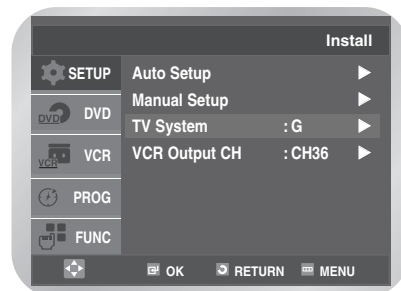 Install
SETUP
DVD
DVD
VCR
VCR
PROG
FUNC
Auto Setup
Manual Setup
TV System : G
VCR Output CH : CH36
OK RETURN MENU